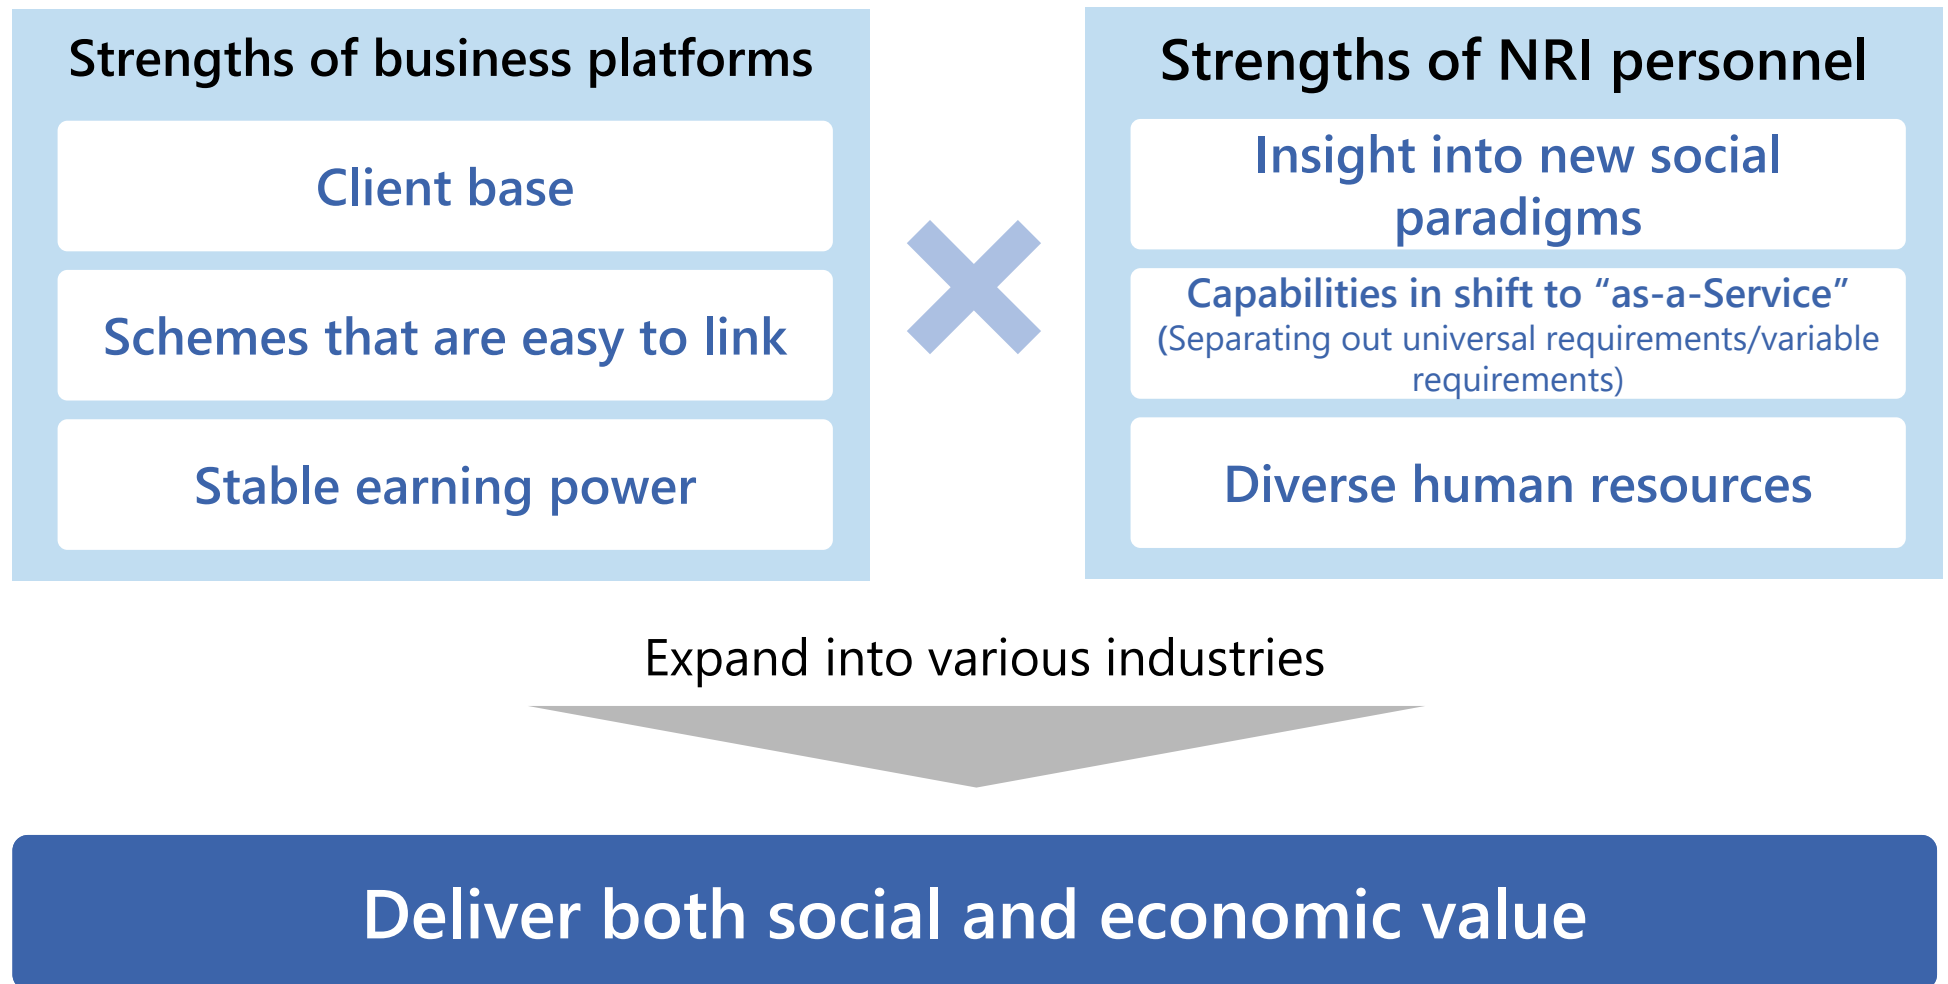 Strengths of business platforms
Client base
Schemes that are easy to link
Stable earning power
Strengths of NRI personnel
Insight into new social
paradigms
Capabilities in shift to “as-a-Service”
(Separating out universal requirements/variable
requirements)
Diverse human resources
Expand into various industries
Deliver both social and economic value